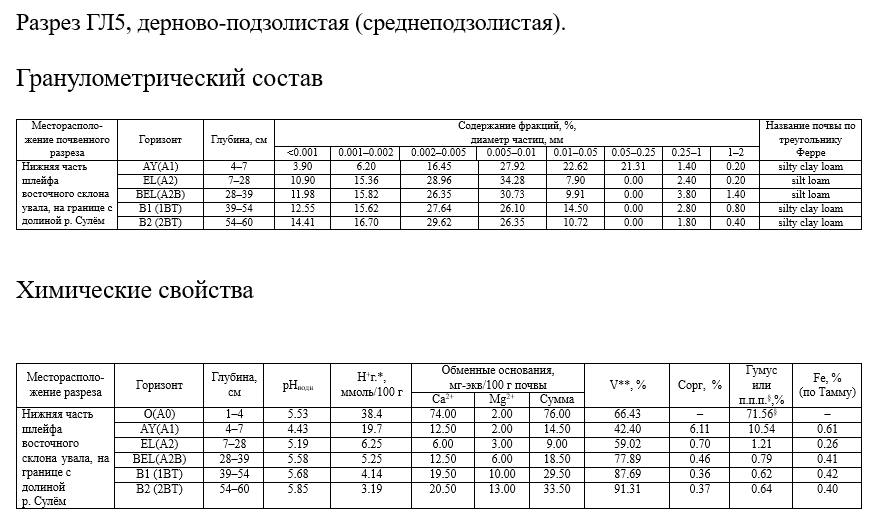 Разрез ГЛ5, дерново-подзолистая (среднеподзолистая).
Гранулометрический состав
Месторасположение почвенного разреза | Горизонт | Глубина, см | Содержание фракций, %, диаметр частиц, мм | Название почвы по треугольнику Ферре
<0.001 | 0.001–0.002 | 0.002–0.005 | 0.005–0.01 | 0.01–0.05 | 0.05–0.25 | 0.25–1 | 1–2
Нижняя часть шлейфа восточного склона увала, на границе с долиной р. Сулём
AY(A1) | 4–7 | 3.90 | 6.20 | 16.45 | 27.92 | 22.62 | 21.31 | 1.40 | 0.20 | silty clay loam
EL(A2) | 7–28 | 10.90 | 15.36 | 28.96 | 34.28 | 7.90 | 0.00 | 2.40 | 0.20 | silt loam
BEL(A2B) | 28–39 | 11.98 | 15.82 | 26.35 | 30.73 | 9.91 | 0.00 | 3.80 | 1.40 | silt loam
B1 (1BT) | 39–54 | 12.55 | 15.62 | 27.64 | 26.10 | 14.50 | 0.00 | 2.80 | 0.80 | silty clay loam
B2 (2BT) | 54–60 | 14.41 | 16.70 | 29.62 | 26.35 | 10.72 | 0.00 | 1.80 | 0.40 | silty clay loam
Химические свойства
Месторасположение разреза | Горизонт | Глубина, см | pHводн | H⁺г.*, ммоль/100 г | Обменные основания, мг-экв/100 г почвы | V**, % | Сорг, % | Гумус или п.п.п.§,% | Fe, % (по Тамму)
Ca²⁺ | Mg²⁺ | Сумма
Нижняя часть шлейфа восточного склона увала, на границе с долиной р. Сулём
O(A0) | 1–4 | 5.53 | 38.4 | 74.00 | 2.00 | 76.00 | 66.43 | – | 71.56§ | –
AY(A1) | 4–7 | 4.43 | 19.7 | 12.50 | 2.00 | 14.50 | 42.40 | 6.11 | 10.54 | 0.61
EL(A2) | 7–28 | 5.19 | 6.25 | 6.00 | 3.00 | 9.00 | 59.02 | 0.70 | 1.21 | 0.26
BEL(A2B) | 28–39 | 5.58 | 5.25 | 12.50 | 6.00 | 18.50 | 77.89 | 0.46 | 0.79 | 0.41
B1 (1BT) | 39–54 | 5.68 | 4.14 | 19.50 | 10.00 | 29.50 | 87.69 | 0.36 | 0.62 | 0.42
B2 (2BT) | 54–60 | 5.85 | 3.19 | 20.50 | 13.00 | 33.50 | 91.31 | 0.37 | 0.64 | 0.40